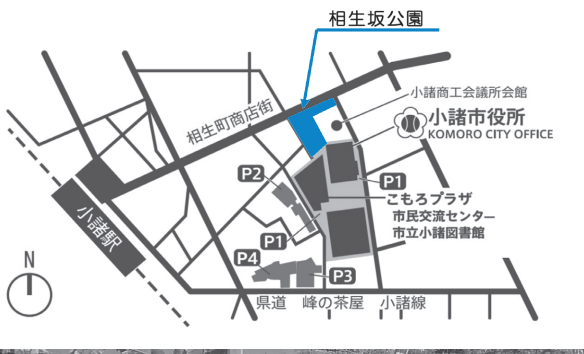 相生坂公園
小諸商工会議所会館
相生町商店街
小諸市役所
KOMORO CITY OFFICE
P2
P1
こもろプラザ
市民交流センター
市立小諸図書館
小諸駅
P1
P4
P3
N
県道 峰の茶屋 小諸線